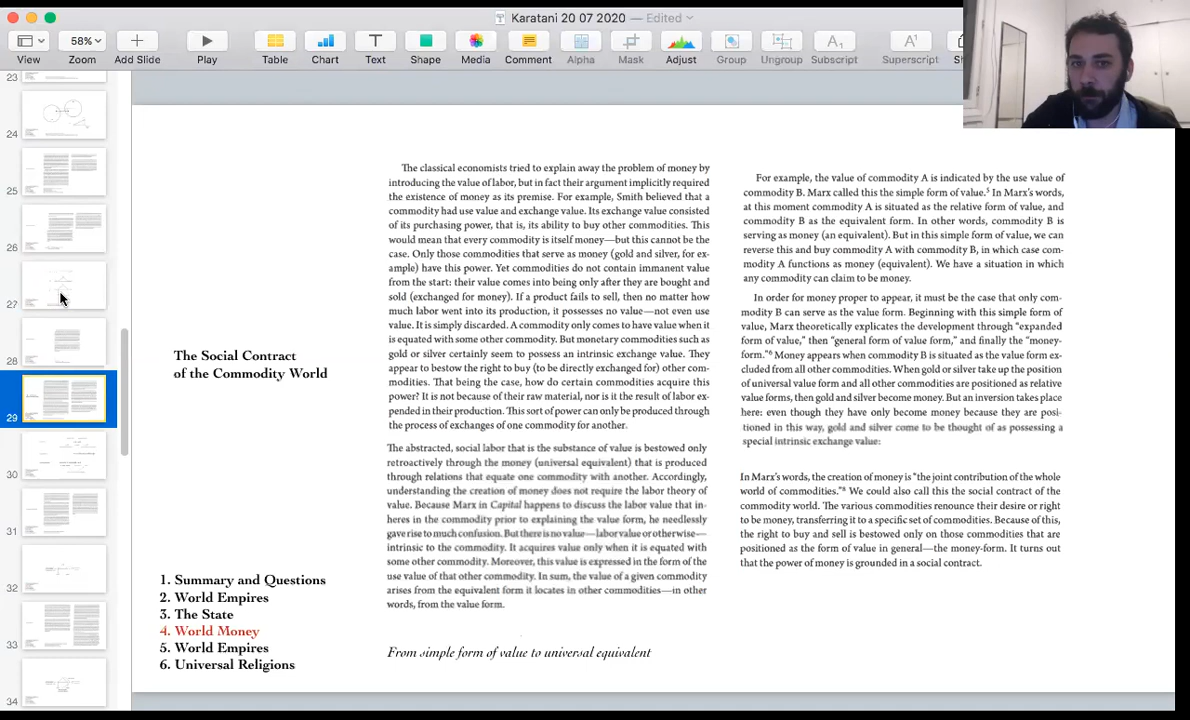 Karatani 20 07 2020 — Edited
58%
View
Zoom
Add Slide
Play
Table
Chart
Text
Shape
Media
Comment
Alpha
Mask
Adjust
Group
Ungroup
Subscript
Superscript
23
24
25
26
27
28
29
30
31
32
33
34
The Social Contract
of the Commodity World
1. Summary and Questions
2. World Empires
3. The State
4. World Money
5. World Empires
6. Universal Religions
The classical economists tried to explain away the problem of money by
introducing the value of labor, but in fact their argument implicitly required
the existence of money as its premise. For example, Smith believed that a
commodity had use value and exchange value. Its exchange value consisted
of its purchasing power, that is, its ability to buy other commodities. This
would mean that every commodity is itself money—but this cannot be the
case. Only those commodities that serve as money (gold and silver, for ex-
ample) have this power. Yet commodities do not contain immanent value
from the start: their value comes into being only after they are bought and
sold (exchanged for money). If a product fails to sell, then no matter how
much labor went into its production, it possesses no value—not even use
value. It is simply discarded. A commodity only comes to have value when it
is equated with some other commodity. But monetary commodities such as
gold or silver certainly seem to possess an intrinsic exchange value. They
appear to bestow the right to buy (to be directly exchanged for) other com-
modities. That being the case, how do certain commodities acquire this
power? It is not because of their raw material, nor is it the result of labor ex-
pended in their production. This sort of power can only be produced through
the process of exchanges of one commodity for another.
The abstracted, social labor that is the substance of value is bestowed only
retroactively through the money (universal equivalent) that is produced
through relations that equate one commodity with another. Accordingly,
understanding the creation of money does not require the labor theory of
value. Because Marx in Capital happens to discuss the labor value that in-
heres in the commodity prior to explaining the value form, he needlessly
gave rise to much confusion. But there is no value—labor value or otherwise—
intrinsic to the commodity. It acquires value only when it is equated with
some other commodity. Moreover, this value is expressed in the form of the
use value of that other commodity. In sum, the value of a given commodity
arises from the equivalent form it locates in other commodities—in other
words, from the value form.
From simple form of value to universal equivalent
For example, the value of commodity A is indicated by the use value of
commodity B. Marx called this the simple form of value.⁵ In Marx's words,
at this moment commodity A is situated as the relative form of value, and
commodity B as the equivalent form. In other words, commodity B is
serving as money (an equivalent). But in this simple form of value, we can
reverse this and buy commodity A with commodity B, in which case com-
modity A functions as money (equivalent). We have a situation in which
any commodity can claim to be money.
In order for money proper to appear, it must be the case that only com-
modity B can serve as the value form. Beginning with this simple form of
value, Marx theoretically explicates the development through “expanded
form of value,” then “general form of value,” and finally the “money-
form.”⁶ Money appears when commodity B is situated as the value form ex-
cluded from all other commodities. When gold or silver take up the position
of universal value form and all other commodities are positioned as relative
value forms, then gold and silver become money. But an inversion takes place
here: even though they have only become money because they are posi-
tioned in this way, gold and silver come to be thought of as possessing a
special intrinsic exchange value:
In Marx's words, the creation of money is “the joint contribution of the whole
world of commodities.”⁸ We could also call this the social contract of the
commodity world. The various commodities renounce their desire or right
to be money, transferring it to a specific set of commodities. Because of this,
the right to buy and sell is bestowed only on those commodities that are
positioned as the form of value in general—the money-form. It turns out
that the power of money is grounded in a social contract.